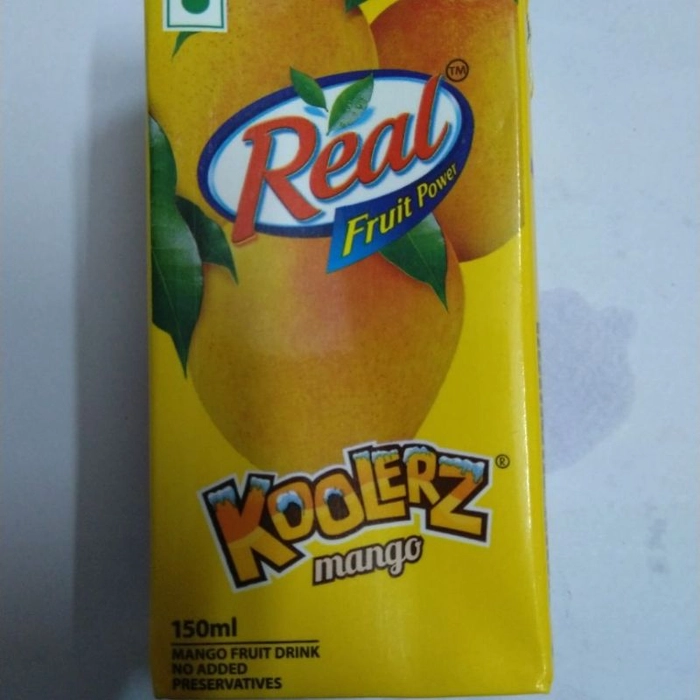 Real
TM
Fruit Power
KOOLERZ
®
mango
150ml
MANGO FRUIT DRINK
NO ADDED
PRESERVATIVES